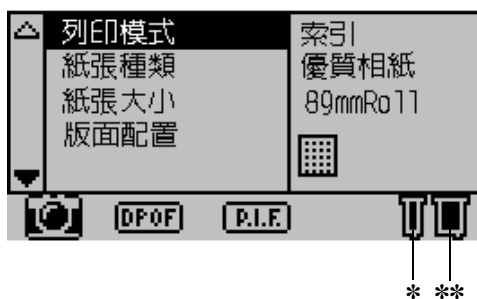 列印模式
紙張種類
紙張大小
版面配置
索引
優質相紙
89mmRoll
DPOF P.I.F.
* **